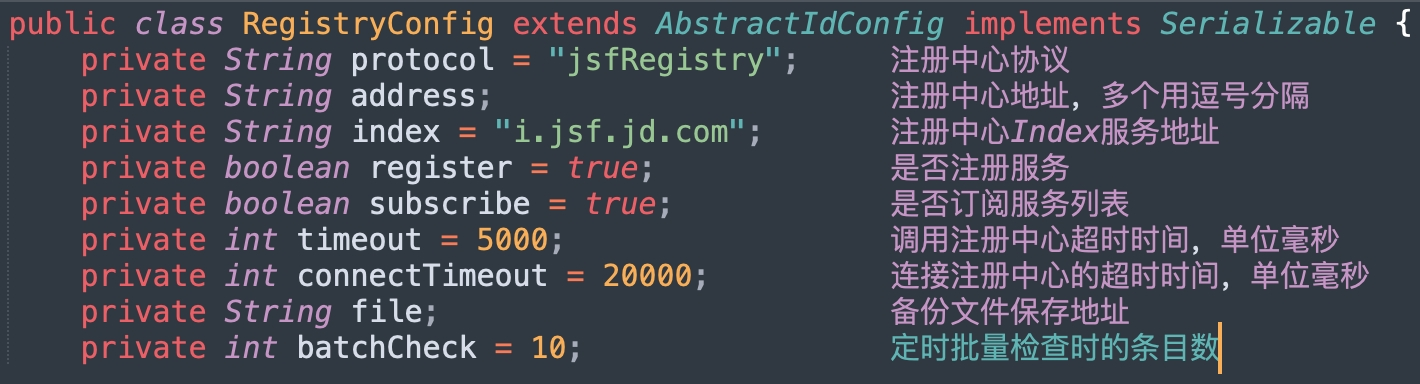 public class RegistryConfig extends AbstractIdConfig implements Serializable {
private String protocol = "jsfRegistry"; 注册中心协议
private String address; 注册中心地址，多个用逗号分隔
private String index = "i.jsf.jd.com"; 注册中心Index服务地址
private boolean register = true; 是否注册服务
private boolean subscribe = true; 是否订阅服务列表
private int timeout = 5000; 调用注册中心超时时间，单位毫秒
private int connectTimeout = 20000; 连接注册中心的超时时间，单位毫秒
private String file; 备份文件保存地址
private int batchCheck = 10; 定时批量检查时的条目数